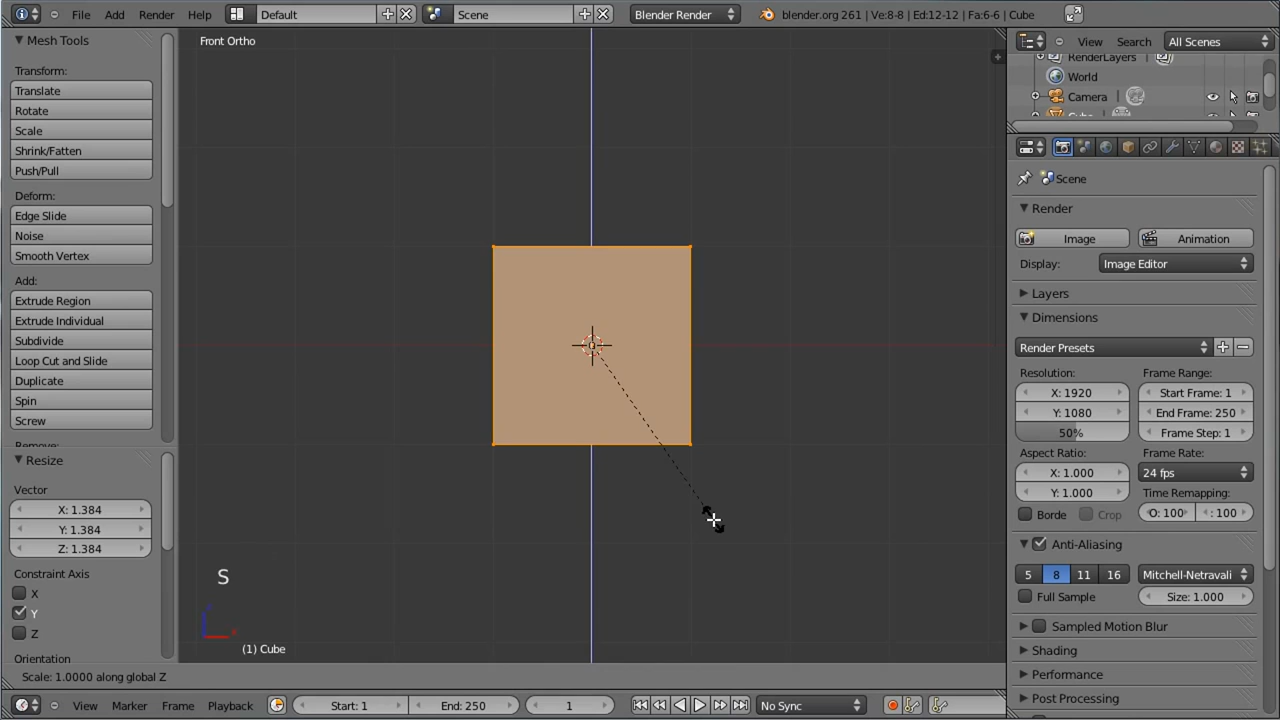 File Add Render Help Default Scene Blender Render blender.org 261 | Ve:8-8 | Ed:12-12 | Fa:6-6 | Cube
Mesh Tools
Transform:
Translate
Rotate
Scale
Shrink/Fatten
Push/Pull
Deform:
Edge Slide
Noise
Smooth Vertex
Add:
Extrude Region
Extrude Individual
Subdivide
Loop Cut and Slide
Duplicate
Spin
Screw
Remove:
Resize
Vector
X: 1.384
Y: 1.384
Z: 1.384
Constraint Axis
X
Y
Z
Orientation
Front Ortho
S
(1) Cube
Scale: 1.0000 along global Z
View Marker Frame Playback Start: 1 End: 250 1 No Sync
View Search All Scenes
RenderLayers
World
Camera
Cube
Scene
Render
Image Animation
Display: Image Editor
Layers
Dimensions
Render Presets
Resolution: Frame Range:
X: 1920 Start Frame: 1
Y: 1080 End Frame: 250
50% Frame Step: 1
Aspect Ratio: Frame Rate:
X: 1.000 24 fps
Y: 1.000 Time Remapping:
Borde Crop O: 100 : 100
Anti-Aliasing
5 8 11 16 Mitchell-Netravali
Full Sample Size: 1.000
Sampled Motion Blur
Shading
Performance
Post Processing